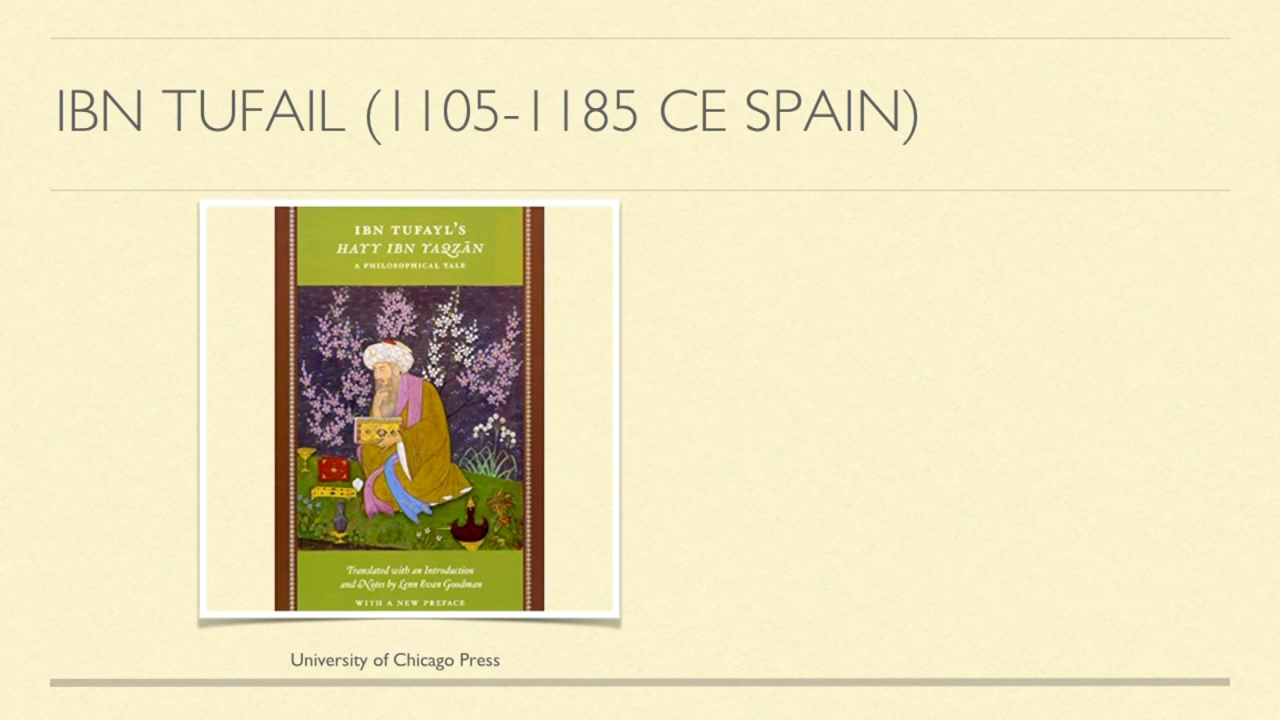 IBN TUFAIL (1105-1185 CE SPAIN)
IBN TUFAYL'S
HAYY IBN YAQZĀN
A PHILOSOPHICAL TALE
Translated with an Introduction
and Notes by Lenn Evan Goodman
WITH A NEW PREFACE
University of Chicago Press